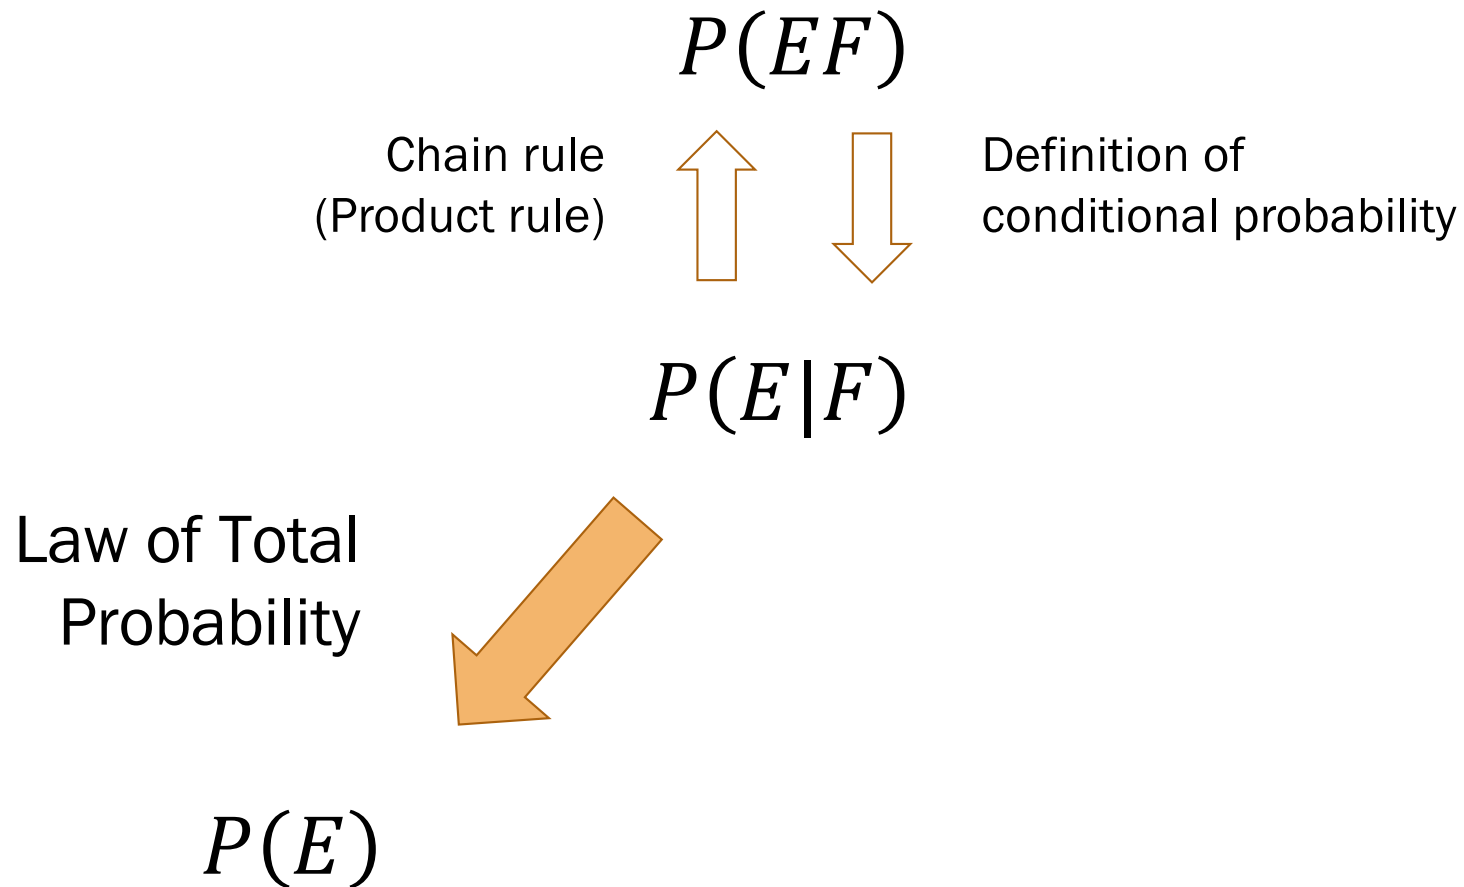 P(EF)
Chain rule
(Product rule)
Definition of
conditional probability
P(E|F)
Law of Total
Probability
P(E)